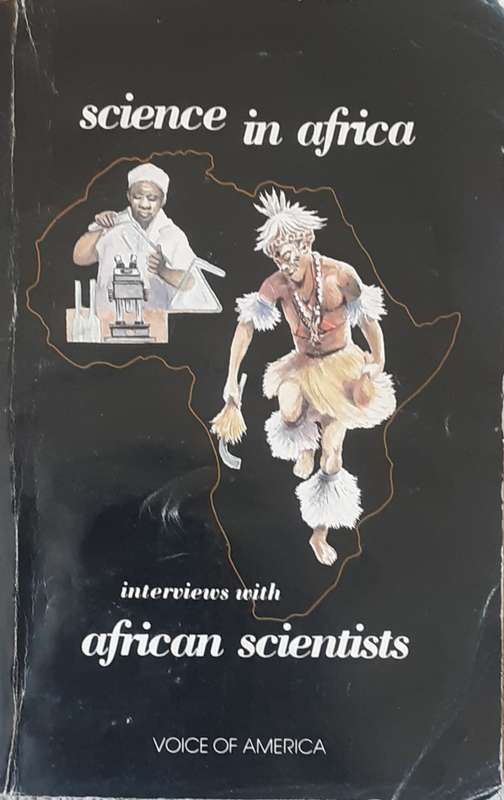 science in africa
interviews with
african scientists
VOICE OF AMERICA